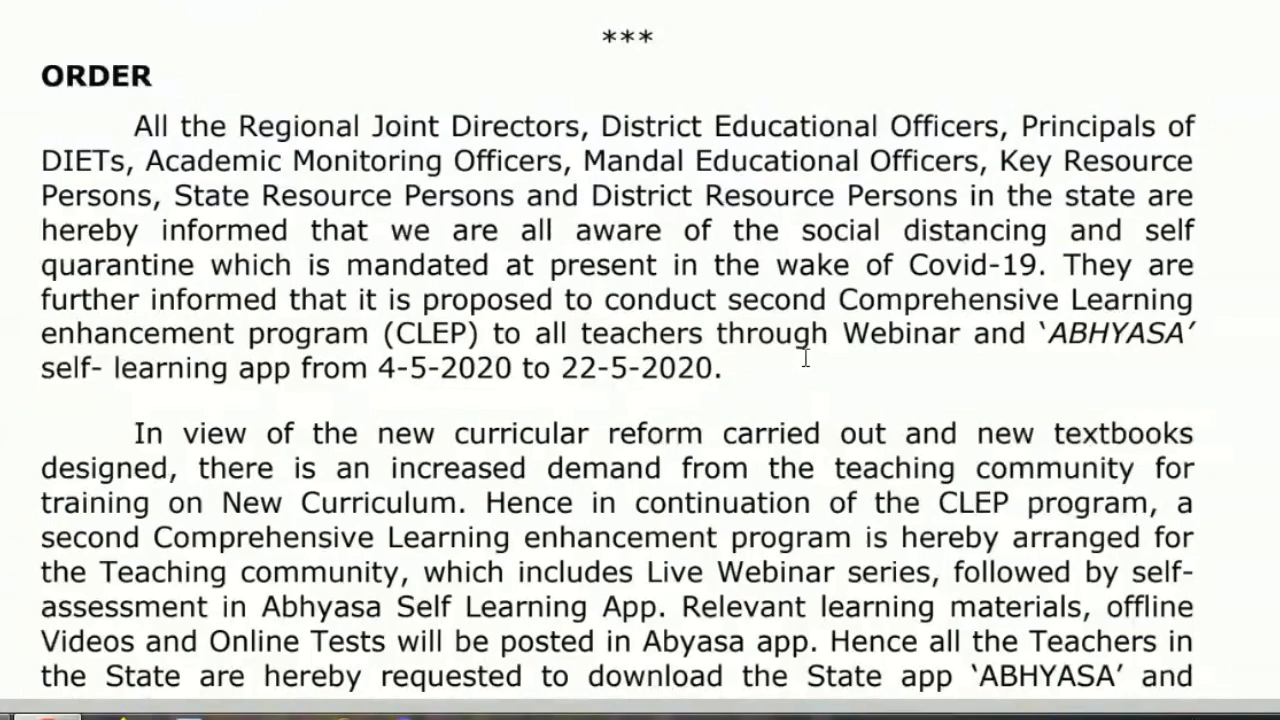 ***
ORDER
All the Regional Joint Directors, District Educational Officers, Principals of
DIETs, Academic Monitoring Officers, Mandal Educational Officers, Key Resource
Persons, State Resource Persons and District Resource Persons in the state are
hereby informed that we are all aware of the social distancing and self
quarantine which is mandated at present in the wake of Covid-19. They are
further informed that it is proposed to conduct second Comprehensive Learning
enhancement program (CLEP) to all teachers through Webinar and ‘ABHYASA’
self- learning app from 4-5-2020 to 22-5-2020.
In view of the new curricular reform carried out and new textbooks
designed, there is an increased demand from the teaching community for
training on New Curriculum. Hence in continuation of the CLEP program, a
second Comprehensive Learning enhancement program is hereby arranged for
the Teaching community, which includes Live Webinar series, followed by self-
assessment in Abhyasa Self Learning App. Relevant learning materials, offline
Videos and Online Tests will be posted in Abyasa app. Hence all the Teachers in
the State are hereby requested to download the State app ‘ABHYASA’ and